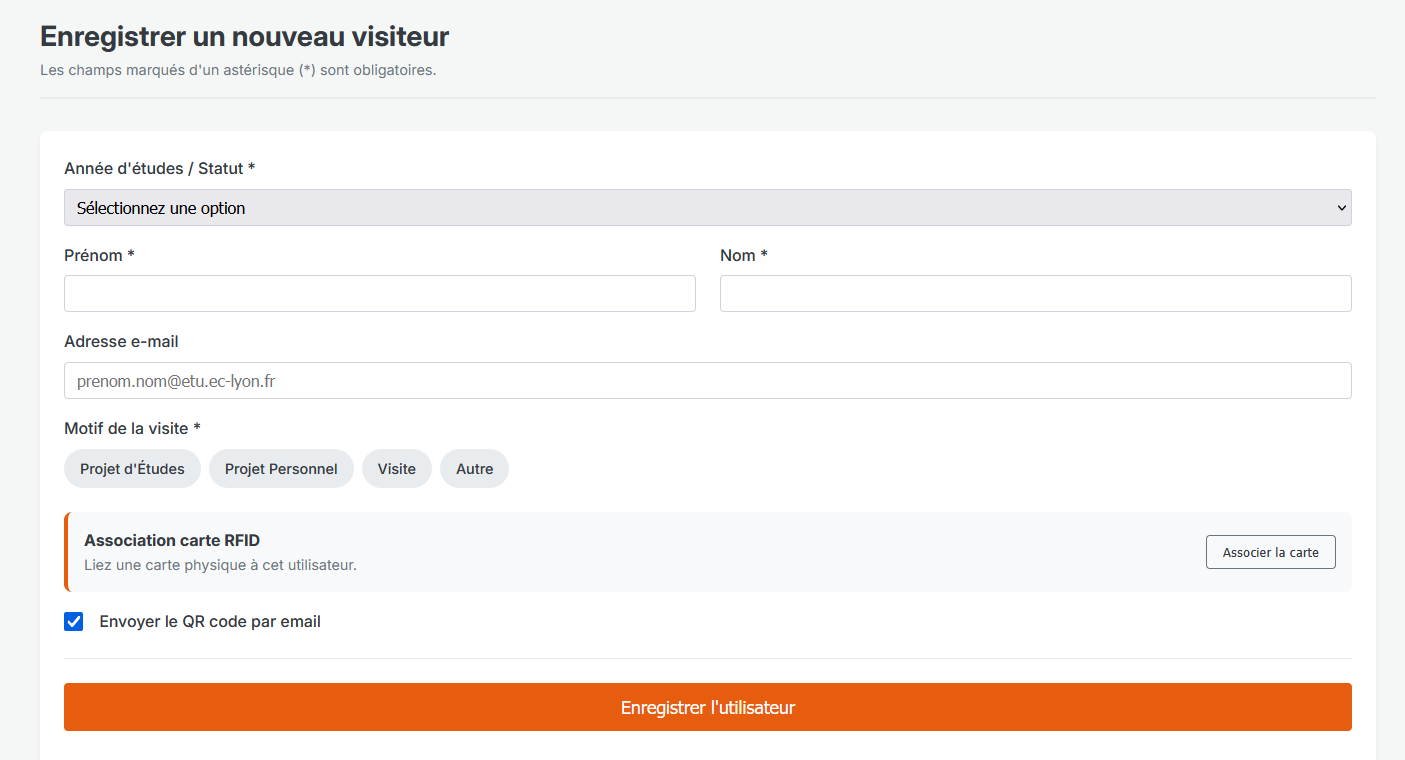 Enregistrer un nouveau visiteur
Les champs marqués d'un astérisque (*) sont obligatoires.
Année d'études / Statut *
Sélectionnez une option
Prénom *
Nom *
Adresse e-mail
prenom.nom@etu.ec-lyon.fr
Motif de la visite *
Projet d'Études
Projet Personnel
Visite
Autre
Association carte RFID
Liez une carte physique à cet utilisateur.
Associer la carte
Envoyer le QR code par email
Enregistrer l'utilisateur